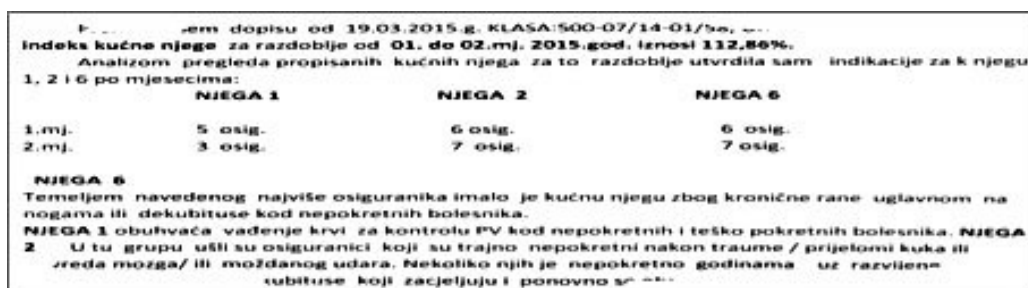 dopisu od 19.03.2015.g. KLASA:500-07/14-01/
indeks kućne njege za razdoblje od 01. do 02.mj. 2015.god. iznosi 112,86%.
Analizom pregleda propisanih kućnih njega za to razdoblje utvrdila sam indikacije za k njegu
1, 2 i 6 po mjesecima:
NJEGA 1 NJEGA 2 NJEGA 6
1.mj. 5 osig. 6 osig. 6 osig.
2.mj. 3 osig. 7 osig. 7 osig.
NJEGA 6
Temeljem navedenog najviše osiguranika imalo je kućnu njegu zbog kronične rane uglavnom na
nogama ili dekubituse kod nepokretnih bolesnika.
NJEGA 1 obuhvaća vađenje krvi za kontrolu PV kod nepokretnih i teško pokretnih bolesnika. NJEGA
2 U tu grupu ušli su osiguranici koji su trajno nepokretni nakon traume / prijelomi kuka ili
mozga/ ili moždanog udara. Nekoliko njih je nepokretno godinama uz
koji zacjeljuju i ponovno